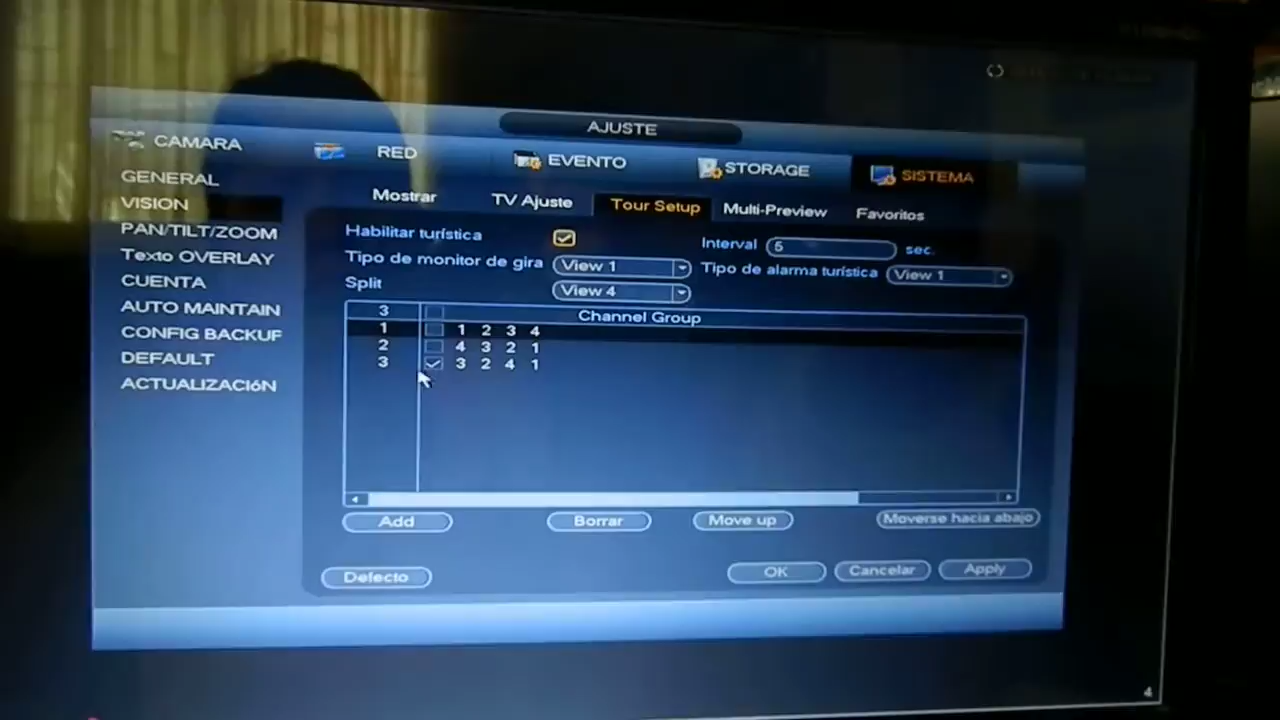 AJUSTE
CAMARA RED EVENTO STORAGE SISTEMA
GENERAL
VISION
PAN/TILT/ZOOM
Texto OVERLAY
CUENTA
AUTO MAINTAIN
CONFIG BACKUF
DEFAULT
ACTUALIZACIóN
Mostrar TV Ajuste Tour Setup Multi-Preview Favoritos
Habilitar turística Interval 5 sec.
Tipo de monitor de gira View 1 Tipo de alarma turística View 1
Split View 4
3 Channel Group
1 1 2 3 4
2 4 3 2 1
3 3 2 4 1
Add Borrar Move up Moverse hacia abajo
Defecto OK Cancelar Apply
4